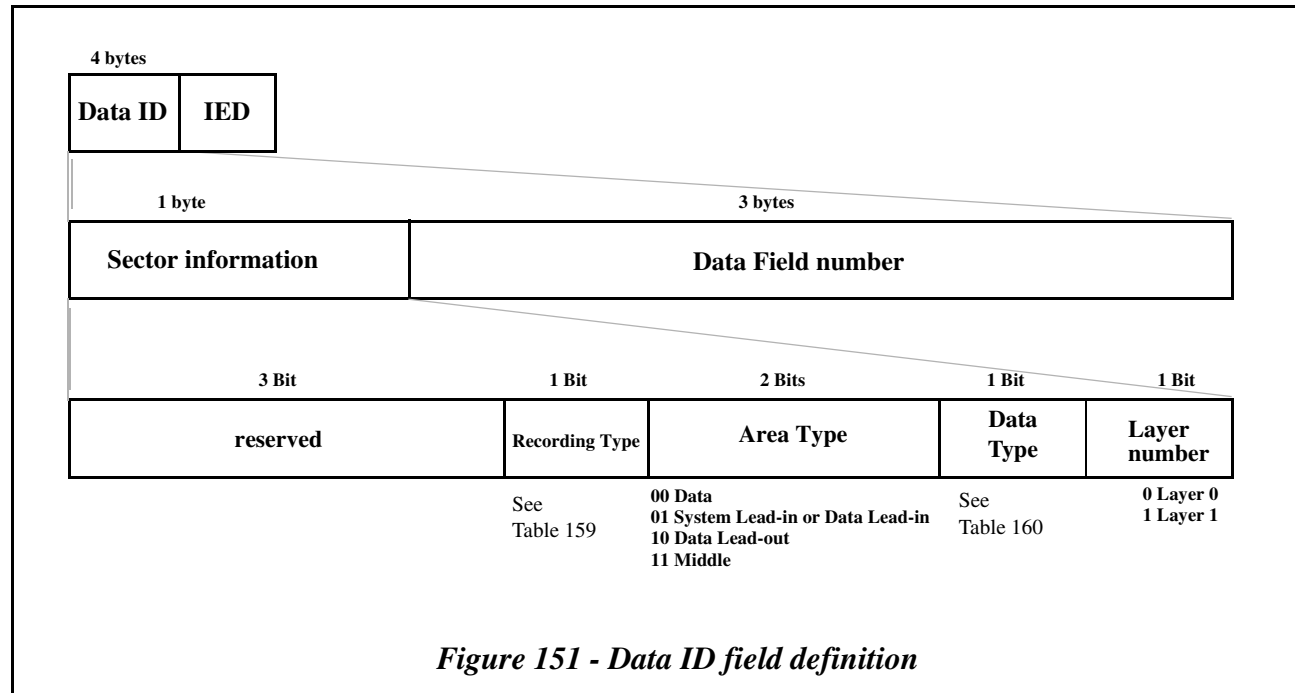 4 bytes
Data ID IED
1 byte 3 bytes
Sector information Data Field number
3 Bit 1 Bit 2 Bits 1 Bit 1 Bit
reserved Recording Type Area Type Data Type Layer number
See Table 159
00 Data
01 System Lead-in or Data Lead-in
10 Data Lead-out
11 Middle
See Table 160
0 Layer 0
1 Layer 1
Figure 151 - Data ID field definition